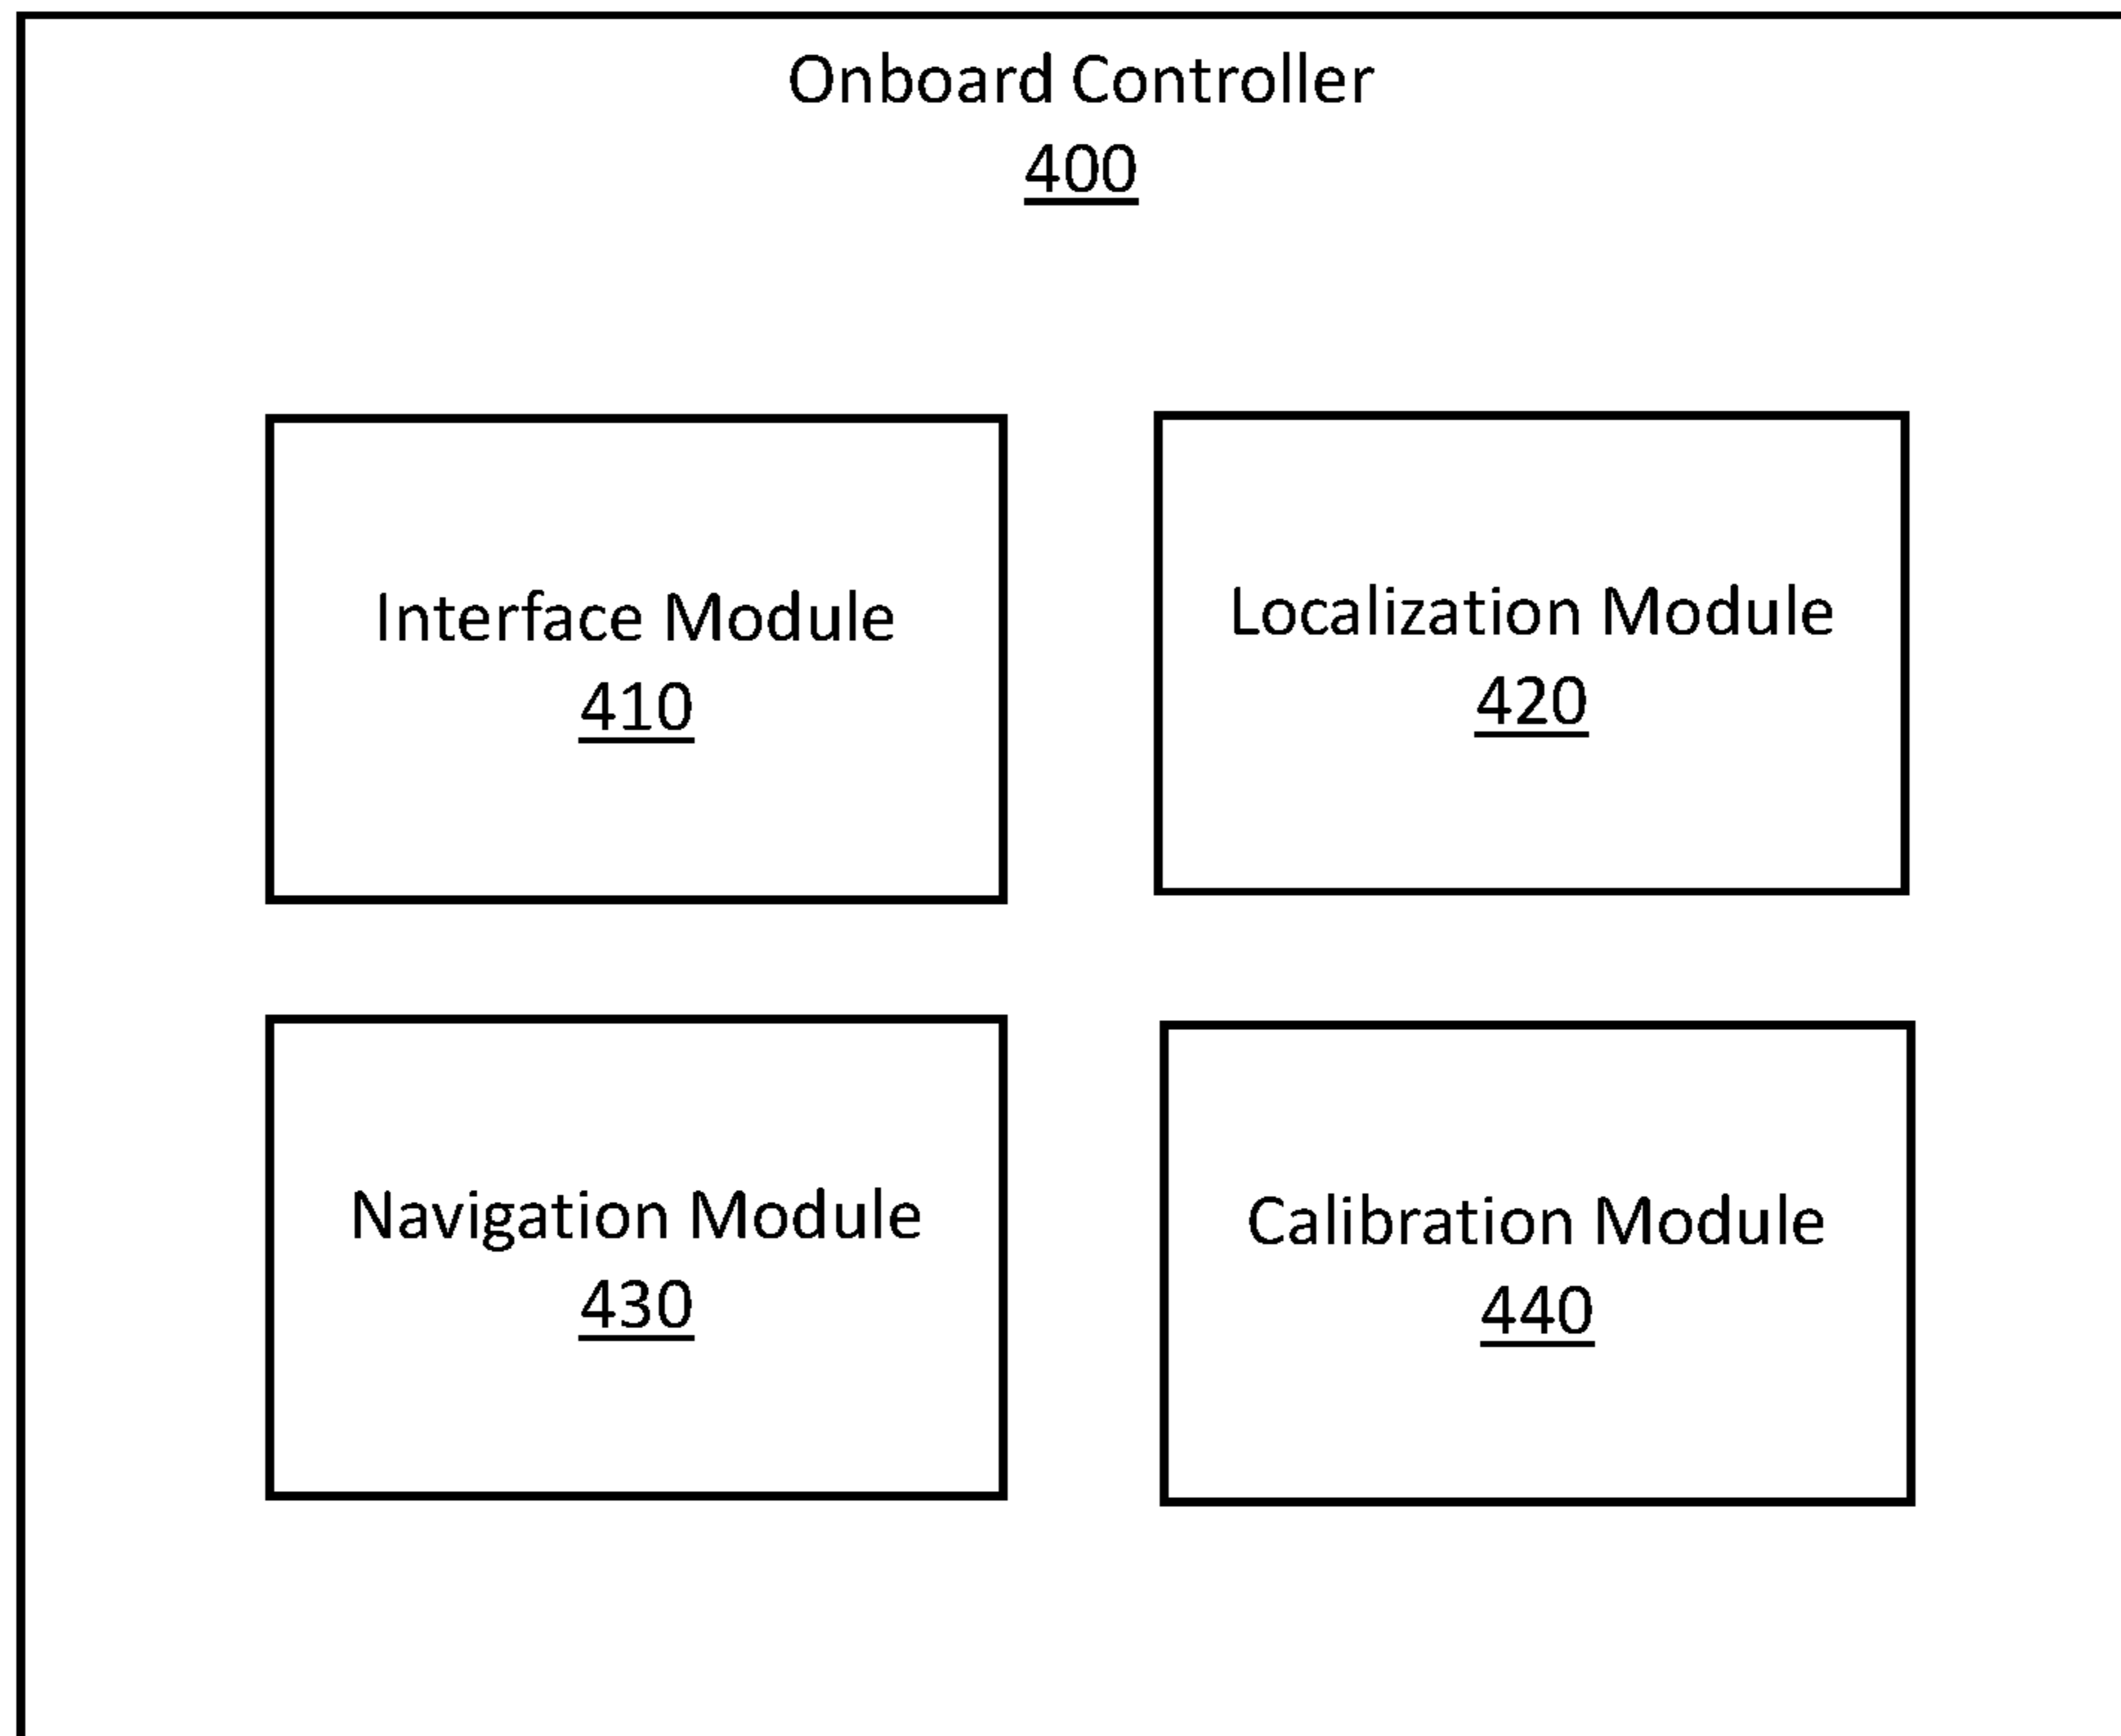 Onboard Controller
400
Interface Module
410
Localization Module
420
Navigation Module
430
Calibration Module
440